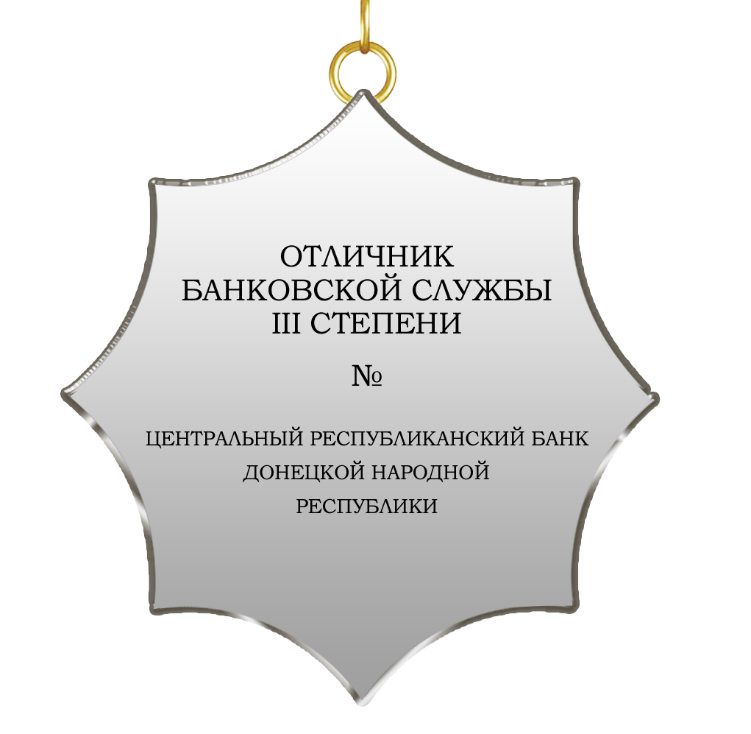 ОТЛИЧНИК
БАНКОВСКОЙ СЛУЖБЫ
III СТЕПЕНИ
№
ЦЕНТРАЛЬНЫЙ РЕСПУБЛИКАНСКИЙ БАНК
ДОНЕЦКОЙ НАРОДНОЙ
РЕСПУБЛИКИ